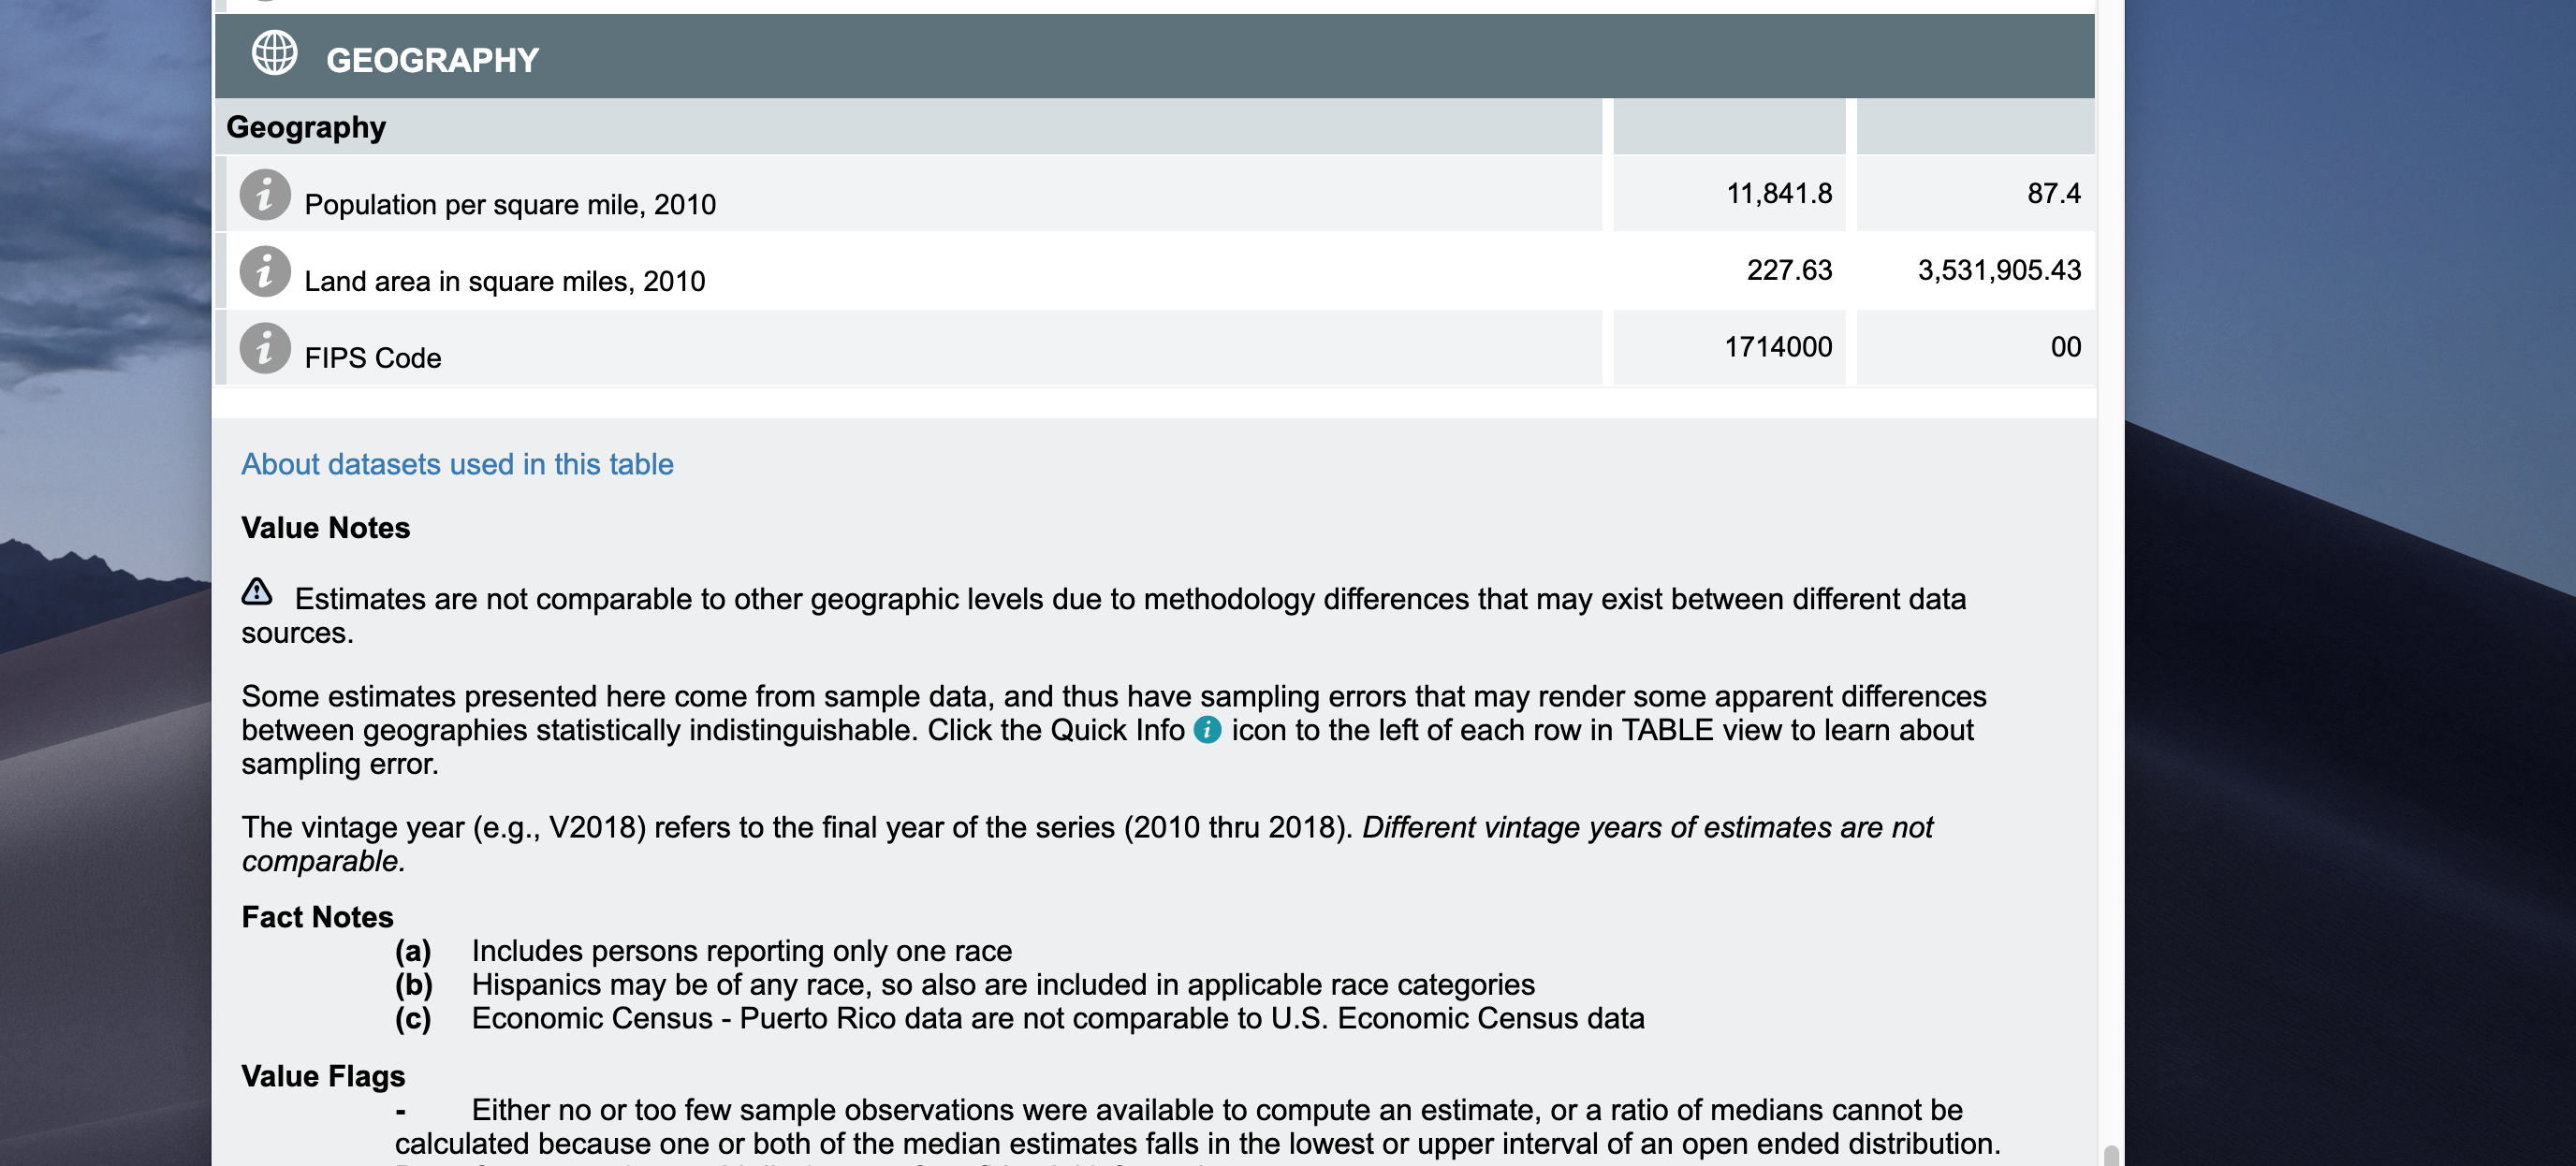 GEOGRAPHY
Geography
Population per square mile, 2010 11,841.8 87.4
Land area in square miles, 2010 227.63 3,531,905.43
FIPS Code 1714000 00
About datasets used in this table
Value Notes
Estimates are not comparable to other geographic levels due to methodology differences that may exist between different data
sources.
Some estimates presented here come from sample data, and thus have sampling errors that may render some apparent differences
between geographies statistically indistinguishable. Click the Quick Info i icon to the left of each row in TABLE view to learn about
sampling error.
The vintage year (e.g., V2018) refers to the final year of the series (2010 thru 2018). Different vintage years of estimates are not
comparable.
Fact Notes
(a) Includes persons reporting only one race
(b) Hispanics may be of any race, so also are included in applicable race categories
(c) Economic Census - Puerto Rico data are not comparable to U.S. Economic Census data
Value Flags
- Either no or too few sample observations were available to compute an estimate, or a ratio of medians cannot be
calculated because one or both of the median estimates falls in the lowest or upper interval of an open ended distribution.